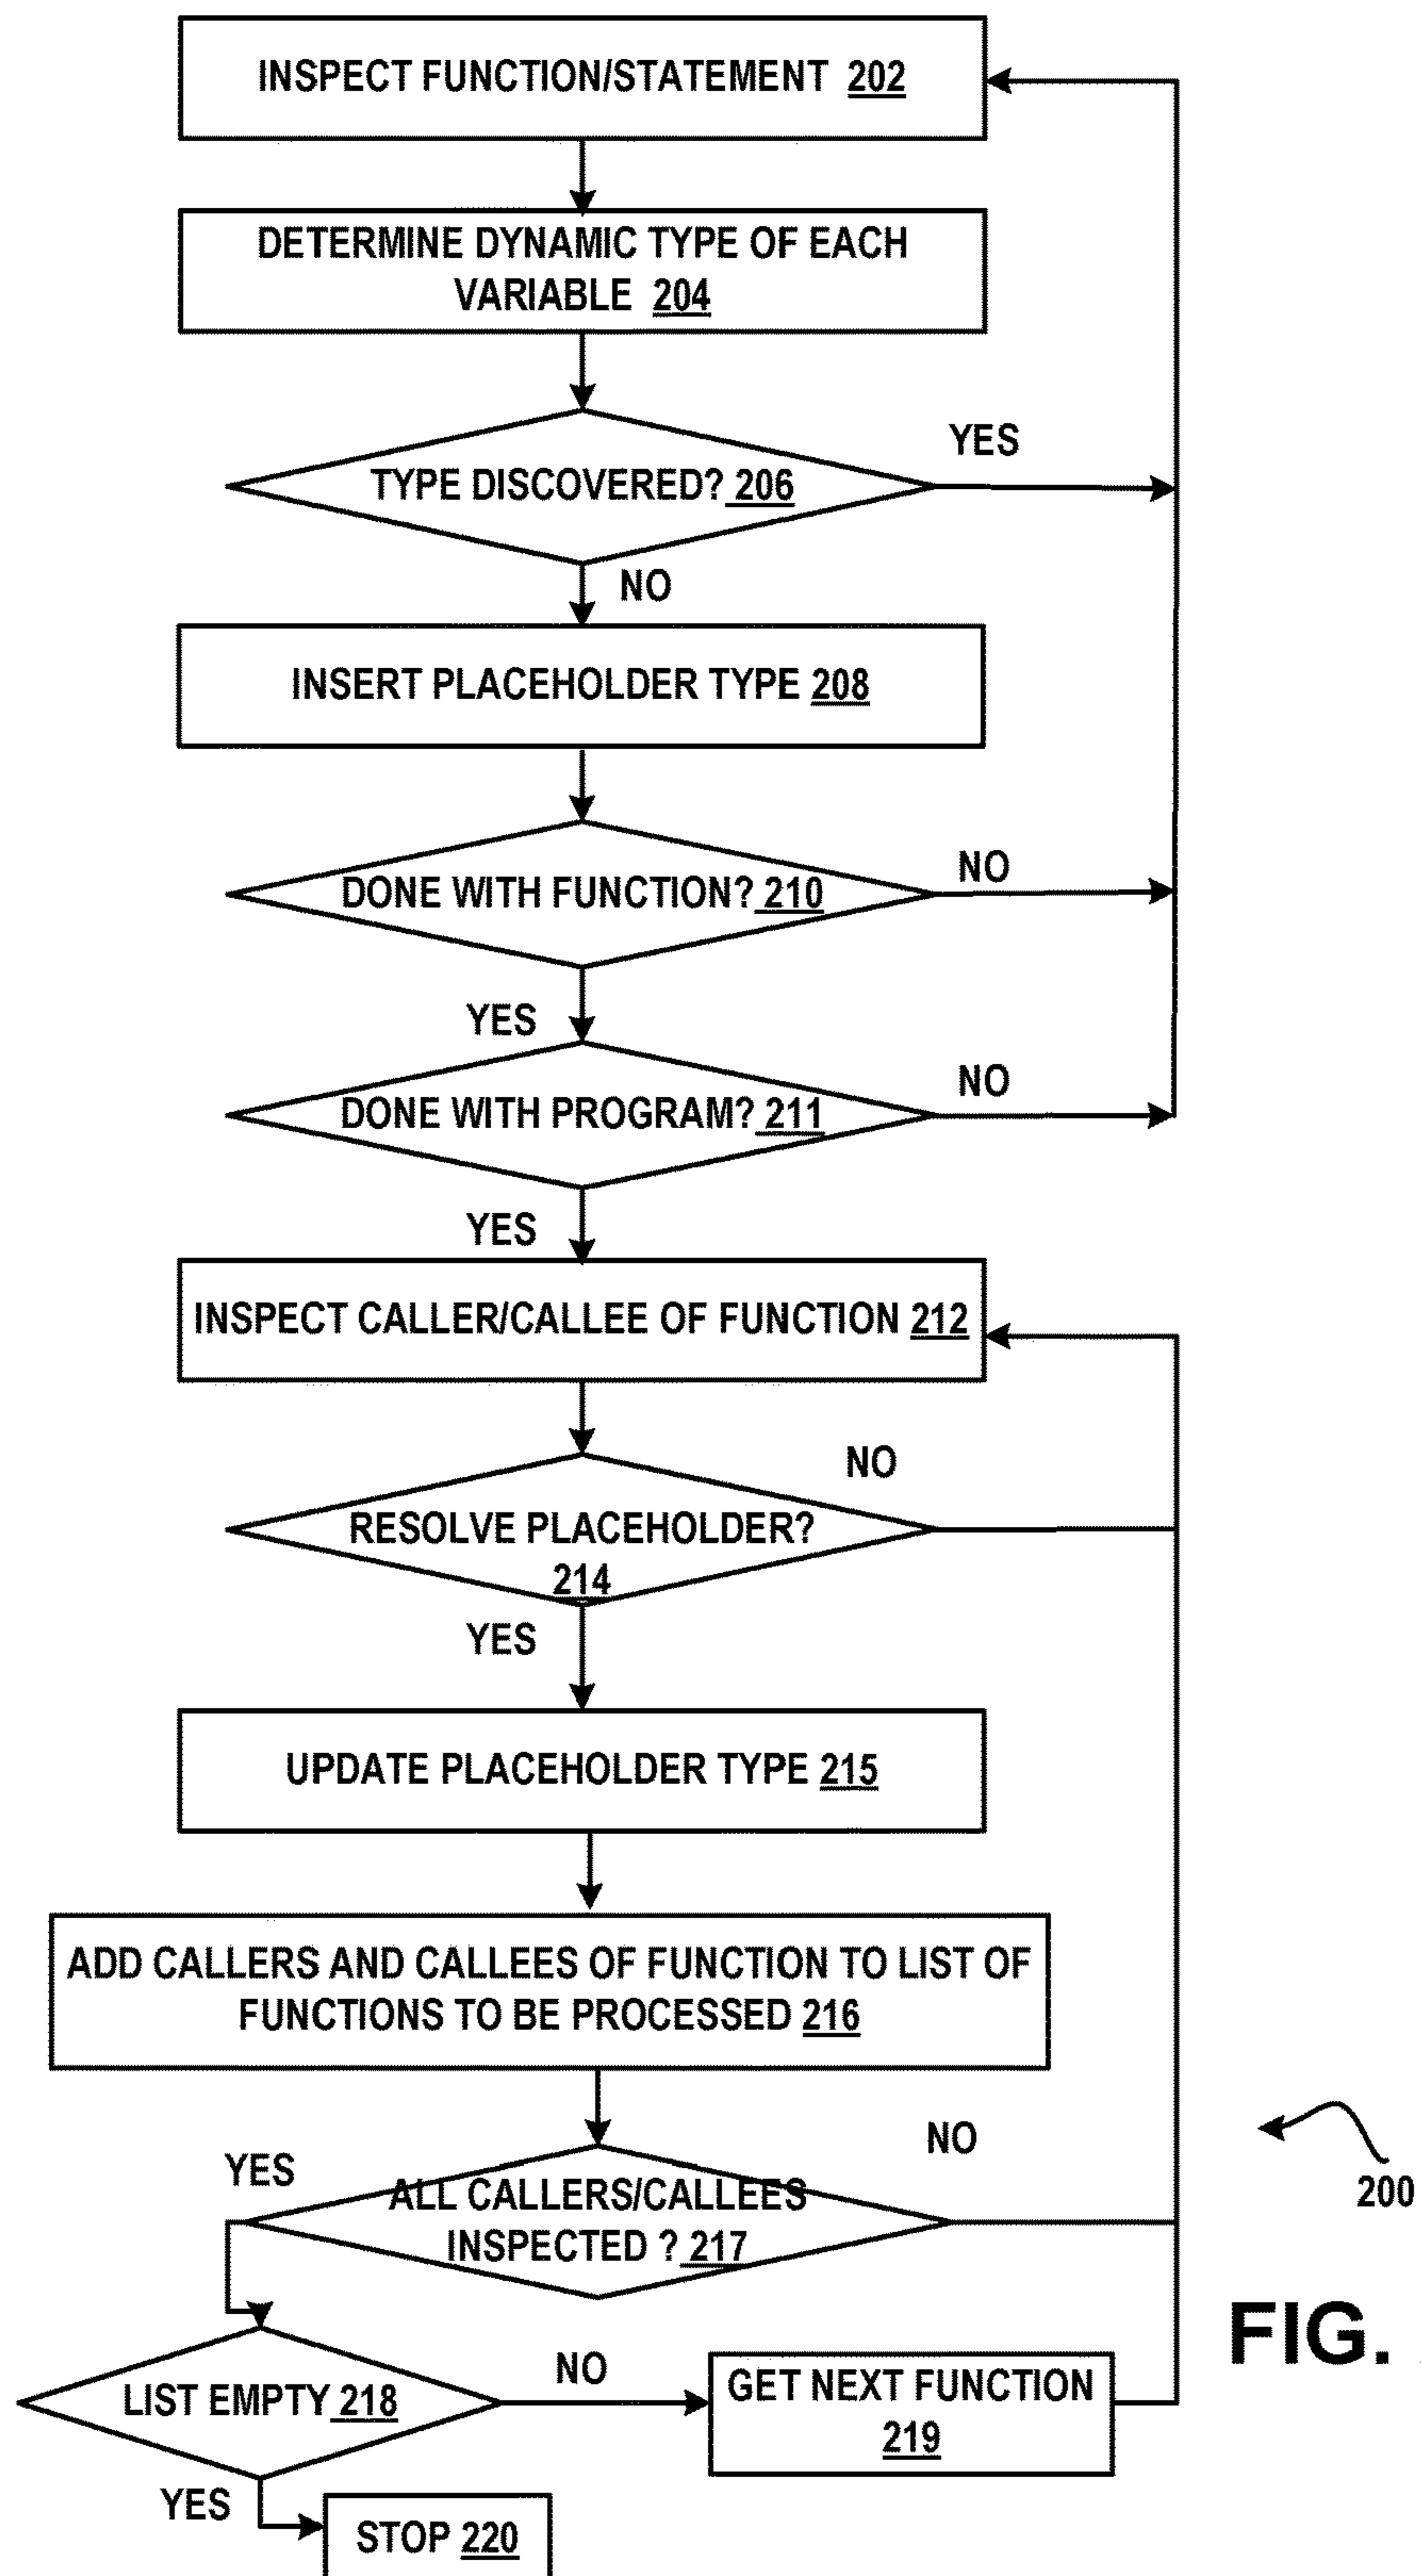 INSPECT FUNCTION/STATEMENT 202
DETERMINE DYNAMIC TYPE OF EACH
VARIABLE 204
YES
TYPE DISCOVERED? 206
NO
INSERT PLACEHOLDER TYPE 208
NO
DONE WITH FUNCTION? 210
YES
NO
DONE WITH PROGRAM? 211
YES
INSPECT CALLER/CALLEE OF FUNCTION 212
NO
RESOLVE PLACEHOLDER?
214
YES
UPDATE PLACEHOLDER TYPE 215
ADD CALLERS AND CALLEES OF FUNCTION TO LIST OF
FUNCTIONS TO BE PROCESSED 216
NO
YES
ALL CALLERS/CALLEES
INSPECTED ? 217
200
FIG.
NO
LIST EMPTY 218
GET NEXT FUNCTION
219
YES
STOP 220